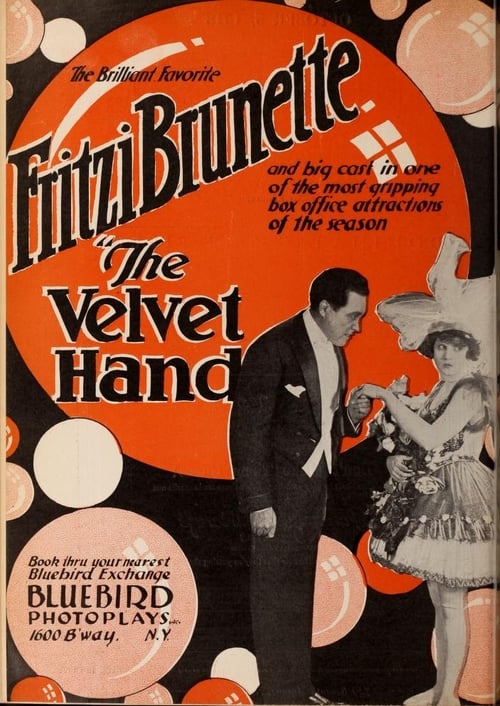 The Brilliant Favorite
Fritzi Brunette
and big cast in one
of the most gripping
box office attractions
of the season
"The
Velvet
Hand
Book thru your nearest
Bluebird Exchange
BLUEBIRD
PHOTOPLAYS
1600 B'way. N.Y.